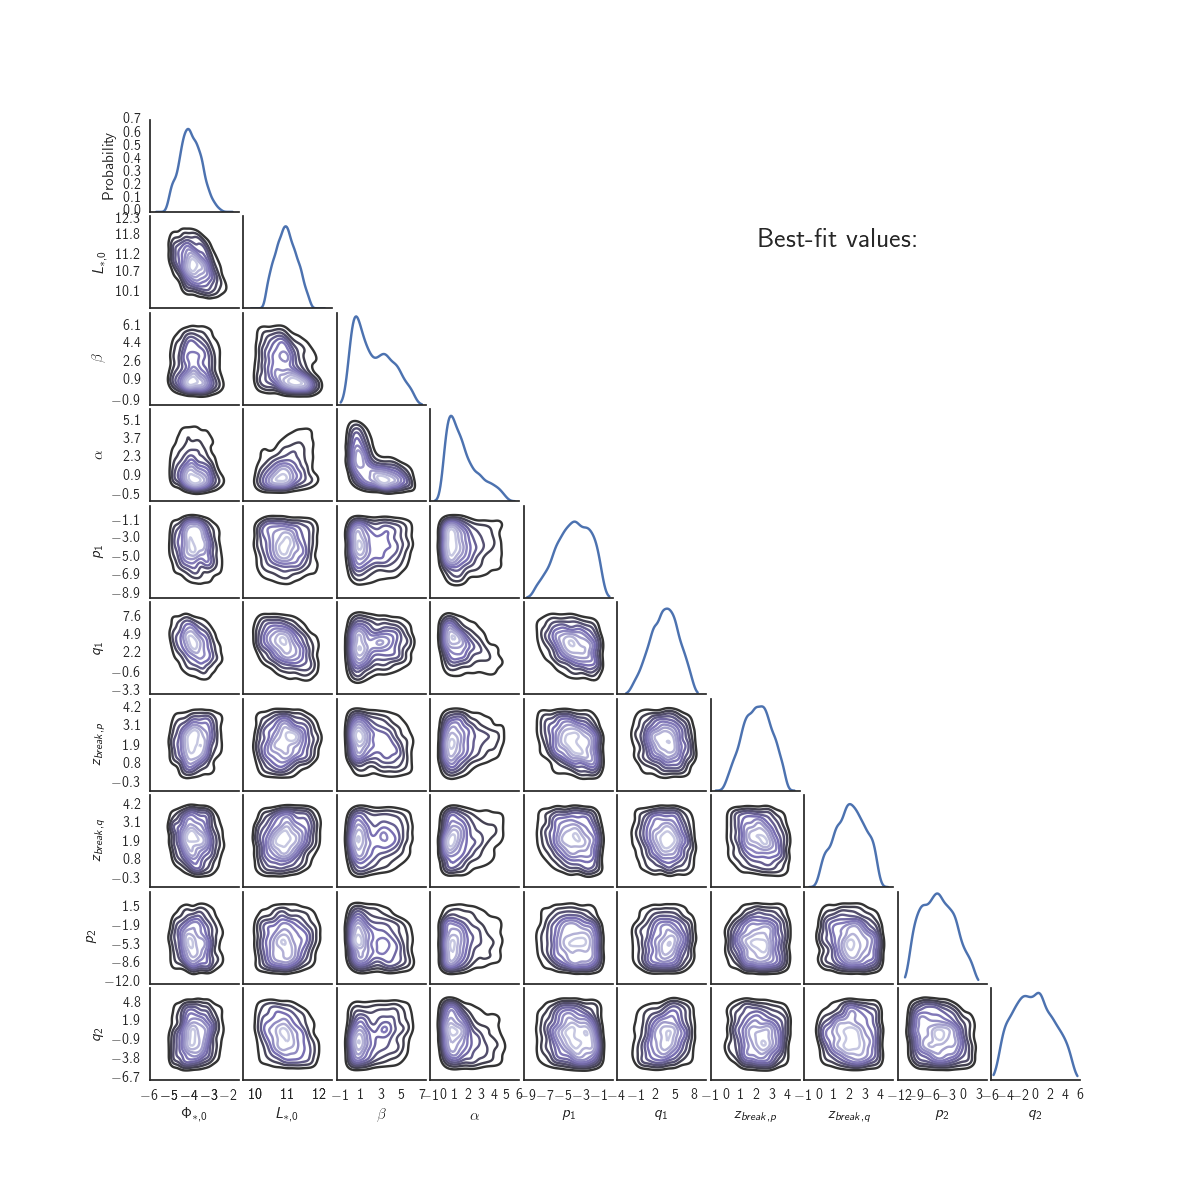 Probability
0.7
0.6
0.5
0.4
0.3
0.2
0.1
0.0
Best-fit values:
L∗,0
12.3
11.8
11.2
10.7
10.1
β
6.1
4.4
2.6
0.9
−0.9
α
5.1
3.7
2.3
0.9
−0.5
p1
−1.1
−3.0
−5.0
−6.9
−8.9
q1
7.6
4.9
2.2
−0.6
−3.3
zbreak,p
4.2
3.1
1.9
0.8
−0.3
zbreak,q
4.2
3.1
1.9
0.8
−0.3
p2
1.5
−1.9
−5.3
−8.6
−12.0
q2
4.8
1.9
−0.9
−3.8
−6.7
−6 −5 −4 −3 −2
10 11 12
−1 1 3 5 7
−1 0 1 2 3 4 5 6
−9 −7 −5 −3 −1
−4 −1 2 5 8
−1 0 1 2 3 4
−1 0 1 2 3 4
−12 −9 −6 −3 0 3
−6 −4 −2 0 2 4 6
Φ∗,0 L∗,0 β α p1 q1 zbreak,p zbreak,q p2 q2